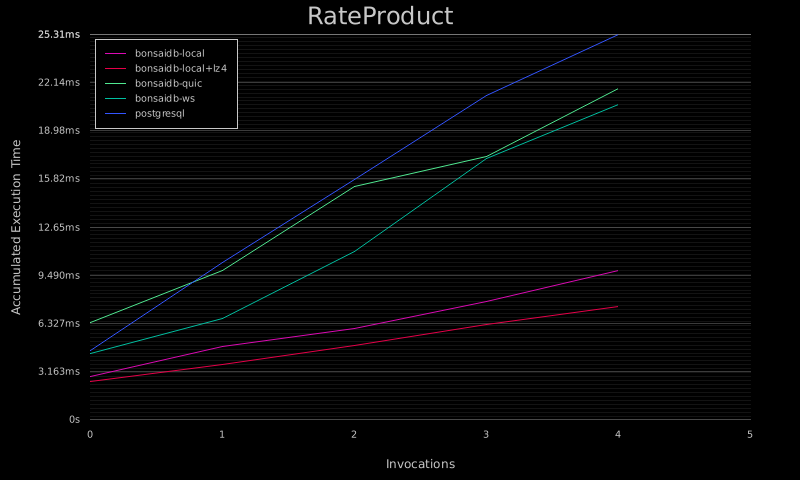 RateProduct
25.31ms
22.14ms
18.98ms
15.82ms
12.65ms
9.490ms
6.327ms
3.163ms
0s
bonsaidb-local
bonsaidb-local+lz4
bonsaidb-quic
bonsaidb-ws
postgresql
Accumulated Execution Time
0 1 2 3 4 5
Invocations